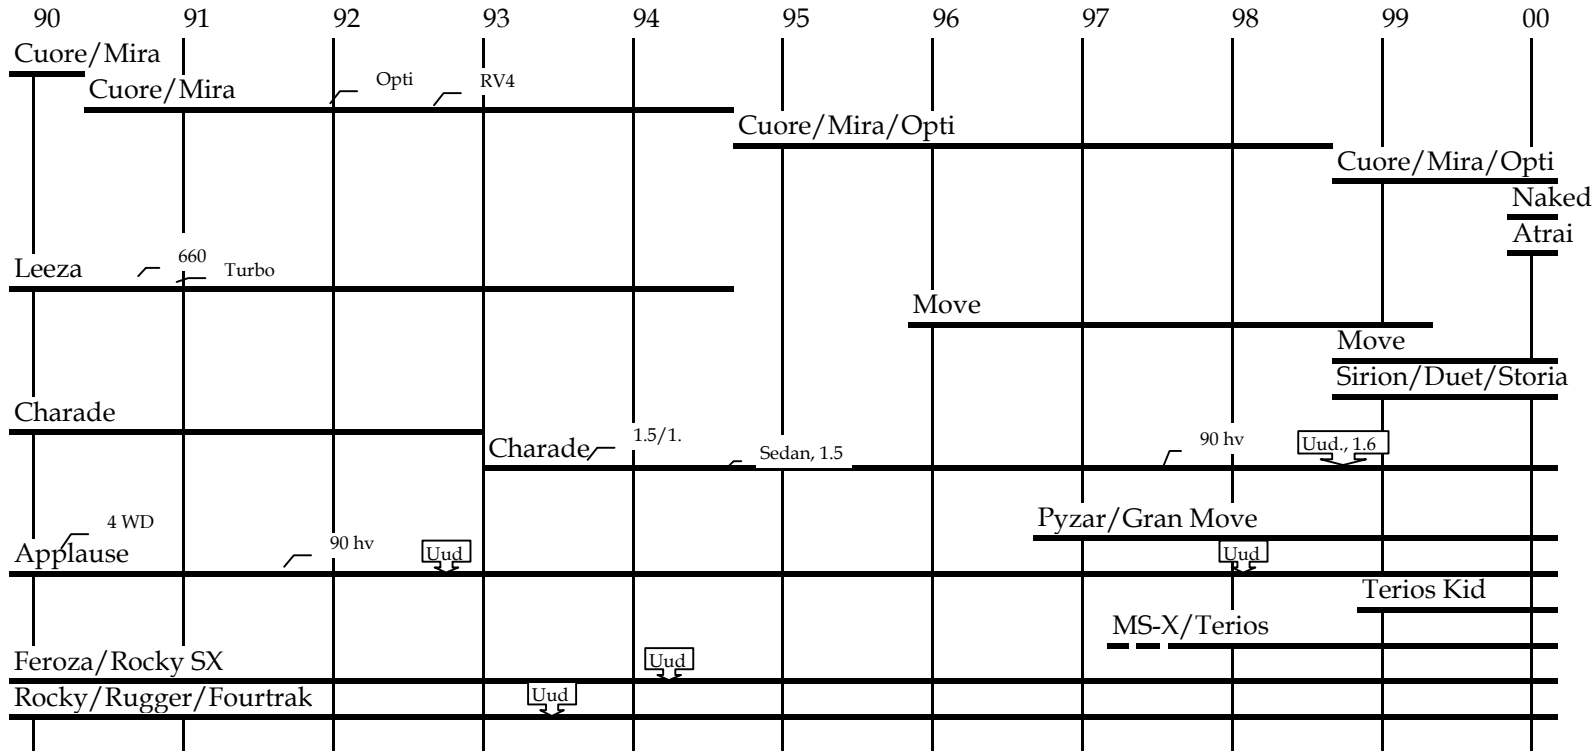 90 91 92 93 94 95 96 97 98 99 00
Cuore/Mira
Cuore/Mira Opti RV4
Cuore/Mira/Opti
Cuore/Mira/Opti
Naked
Atrai
Leeza 660 Turbo
Move
Move
Sirion/Duet/Storia
Charade
Charade 1.5/1. Sedan, 1.5 90 hv Uud., 1.6
Pyzar/Gran Move
4 WD
Applause 90 hv Uud Uud
Terios Kid
MS-X/Terios
Feroza/Rocky SX Uud
Rocky/Rugger/Fourtrak Uud